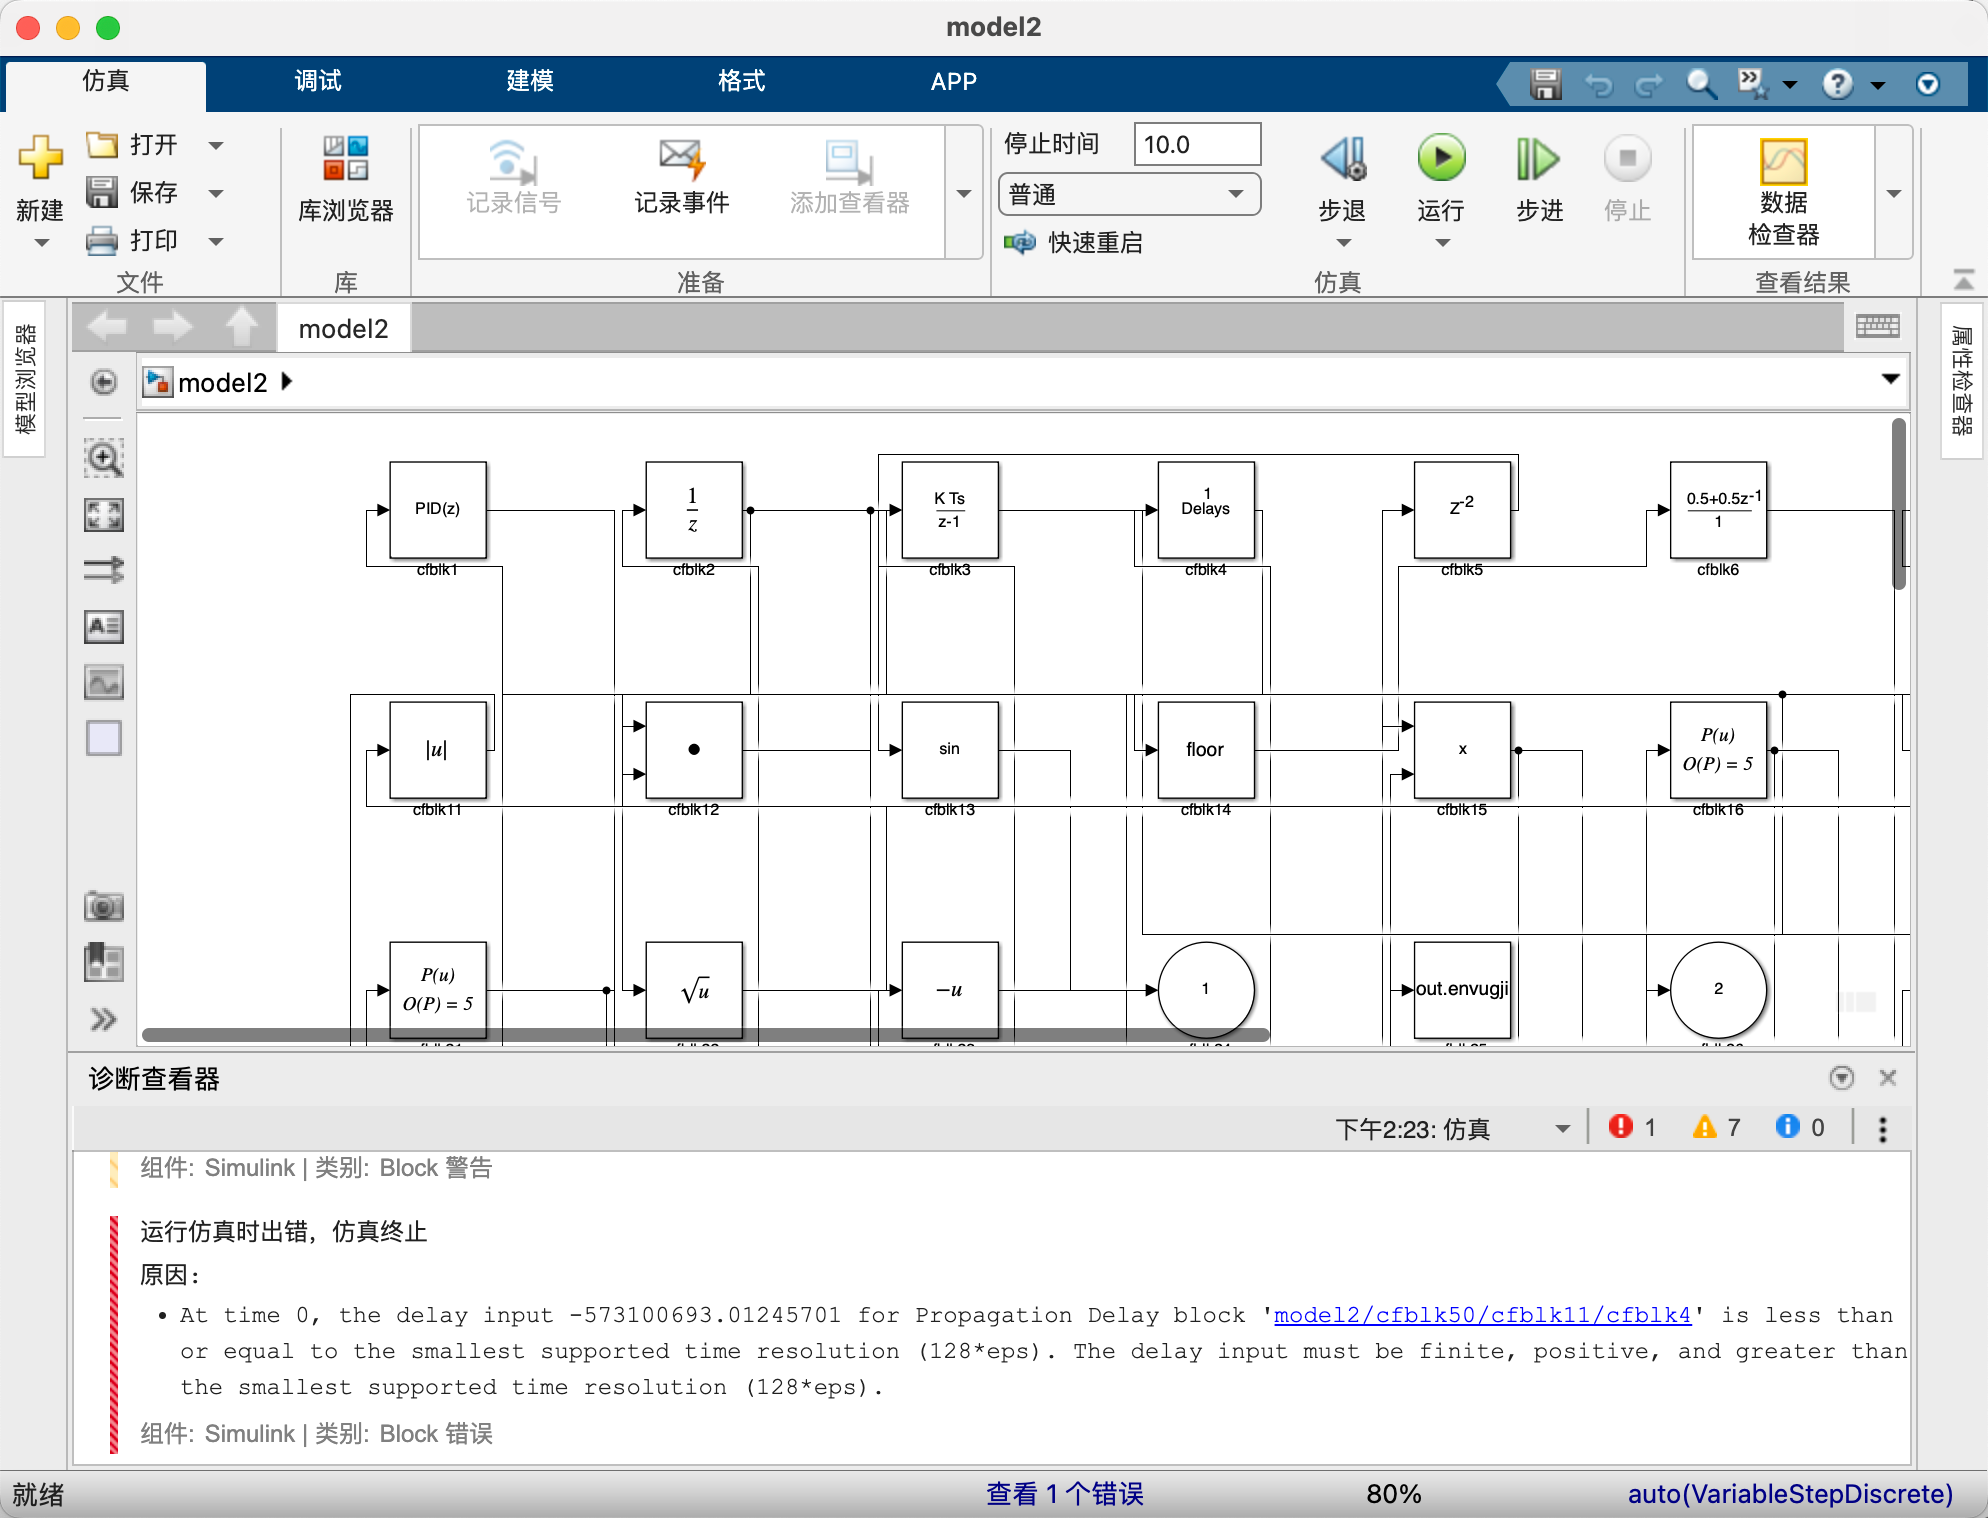 model2
仿真
调试
建模
格式
APP
新建
打开
保存
打印
文件
库浏览器
库
记录信号
记录事件
添加查看器
准备
停止时间
10.0
普通
快速重启
步退
运行
步进
停止
仿真
数据
检查器
查看结果
模型浏览器
属性检查器
model2
model2
PID(z)
cfblk1
1
z
cfblk2
K Ts
z-1
cfblk3
1
Delays
cfblk4
Z-2
cfblk5
0.5+0.5z-1
1
cfblk6
|u|
cfblk11
cfblk12
sin
cfblk13
floor
cfblk14
x
cfblk15
P(u)
O(P) = 5
cfblk16
P(u)
O(P) = 5
√u
−u
1
out.envugji
2
诊断查看器
下午2:23: 仿真
1
7
0
组件: Simulink | 类别: Block 警告
运行仿真时出错，仿真终止
原因:
• At time 0, the delay input -573100693.01245701 for Propagation Delay block 'model2/cfblk50/cfblk11/cfblk4' is less than
or equal to the smallest supported time resolution (128*eps). The delay input must be finite, positive, and greater than
the smallest supported time resolution (128*eps).
组件: Simulink | 类别: Block 错误
就绪
查看 1 个错误
80%
auto(VariableStepDiscrete)